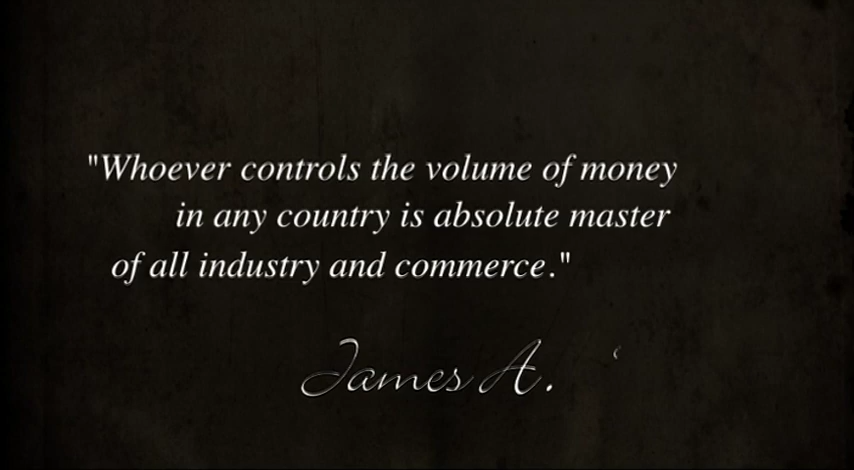 "Whoever controls the volume of money
in any country is absolute master
of all industry and commerce."
James A.